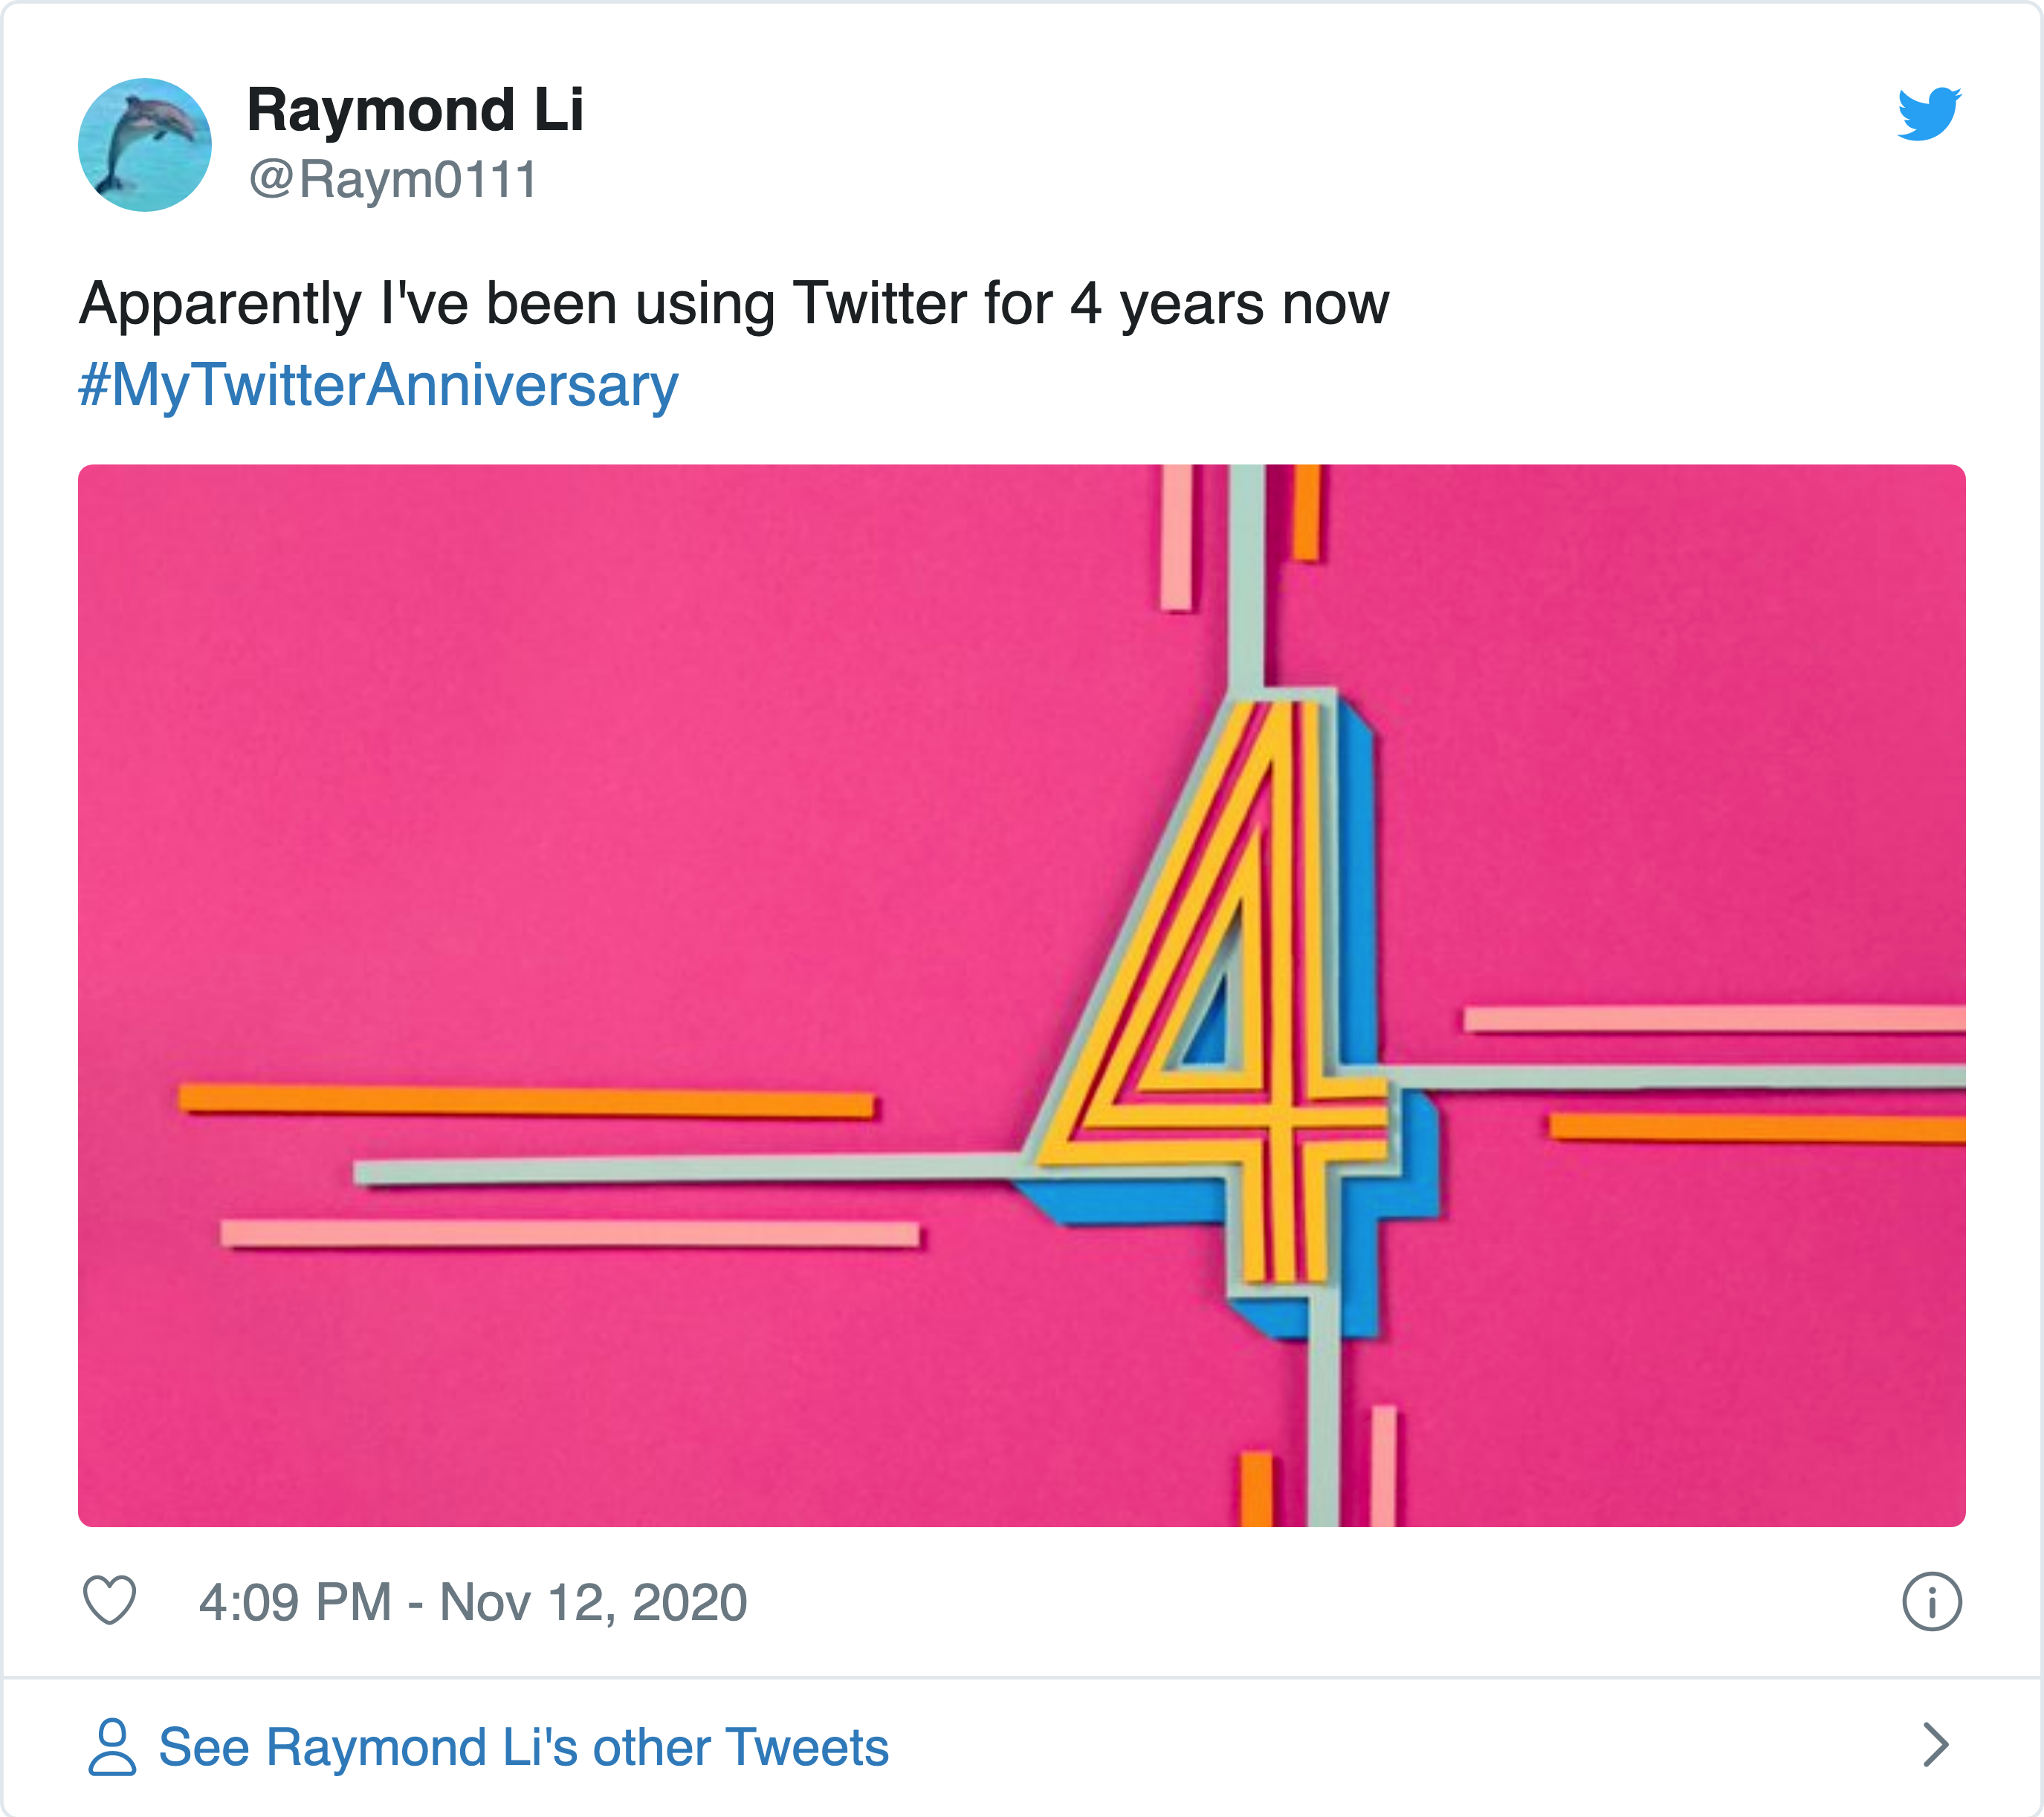 Raymond Li
@Raym0111
Apparently I've been using Twitter for 4 years now
#MyTwitterAnniversary
4
4:09 PM - Nov 12, 2020
See Raymond Li's other Tweets